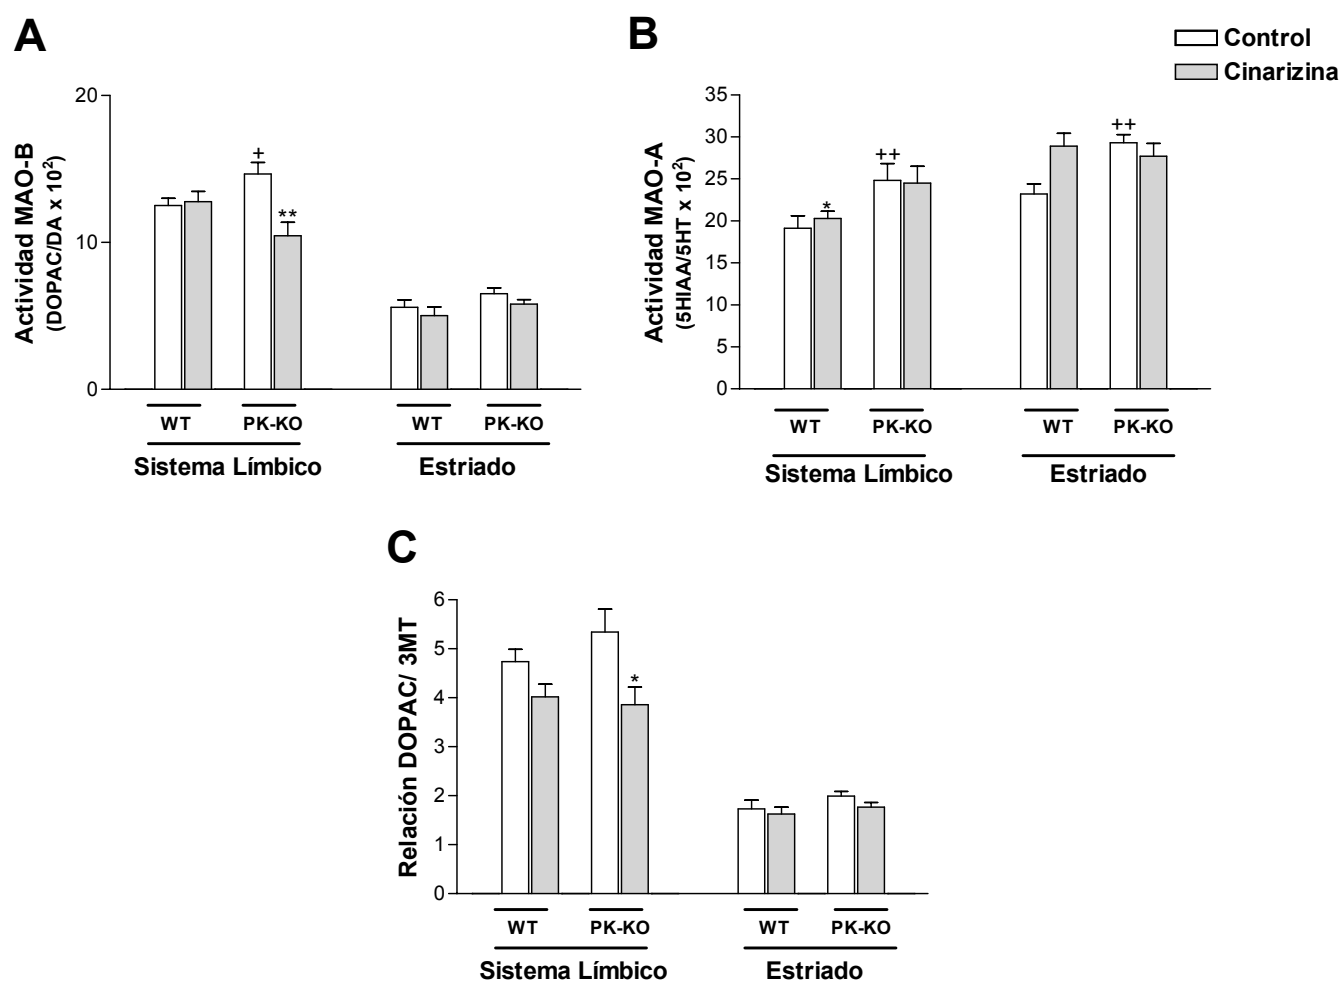 A
Actividad MAO-B
(DOPAC/DA x 10²)
20
10
0
+
**
WT
PK-KO
WT
PK-KO
Sistema Límbico
Estriado
B
Control
Cinarizina
Actividad MAO-A
(5HIAA/5HT x 10²)
35
30
25
20
15
10
5
0
*
++
++
WT
PK-KO
WT
PK-KO
Sistema Límbico
Estriado
C
Relación DOPAC/ 3MT
6
5
4
3
2
1
0
*
WT
PK-KO
WT
PK-KO
Sistema Límbico
Estriado